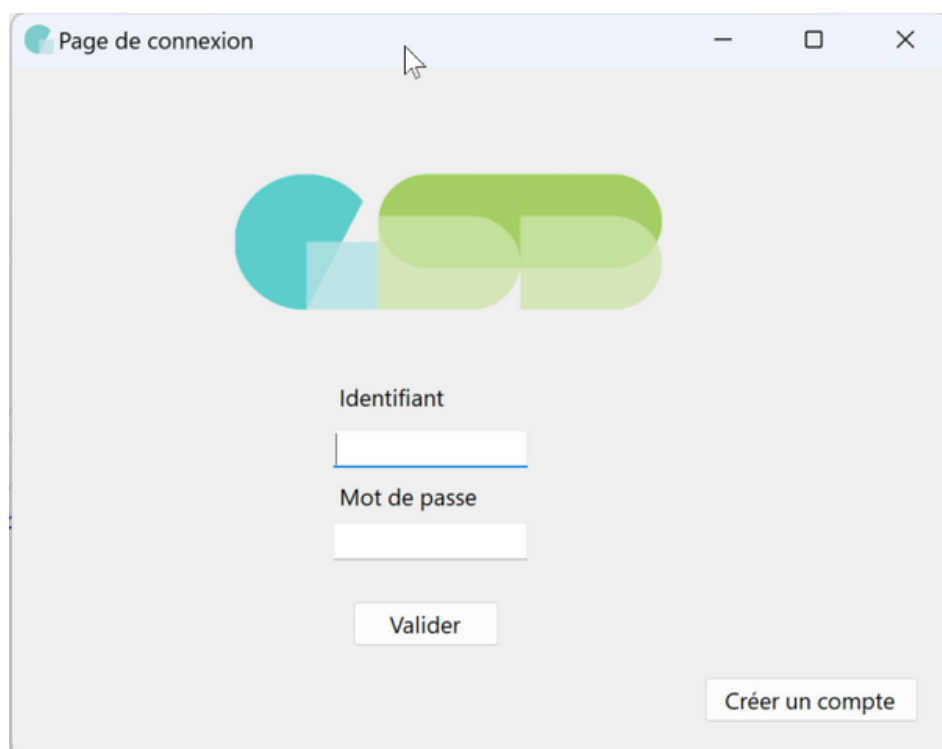 Page de connexion
Identifiant
Mot de passe
Valider
Créer un compte